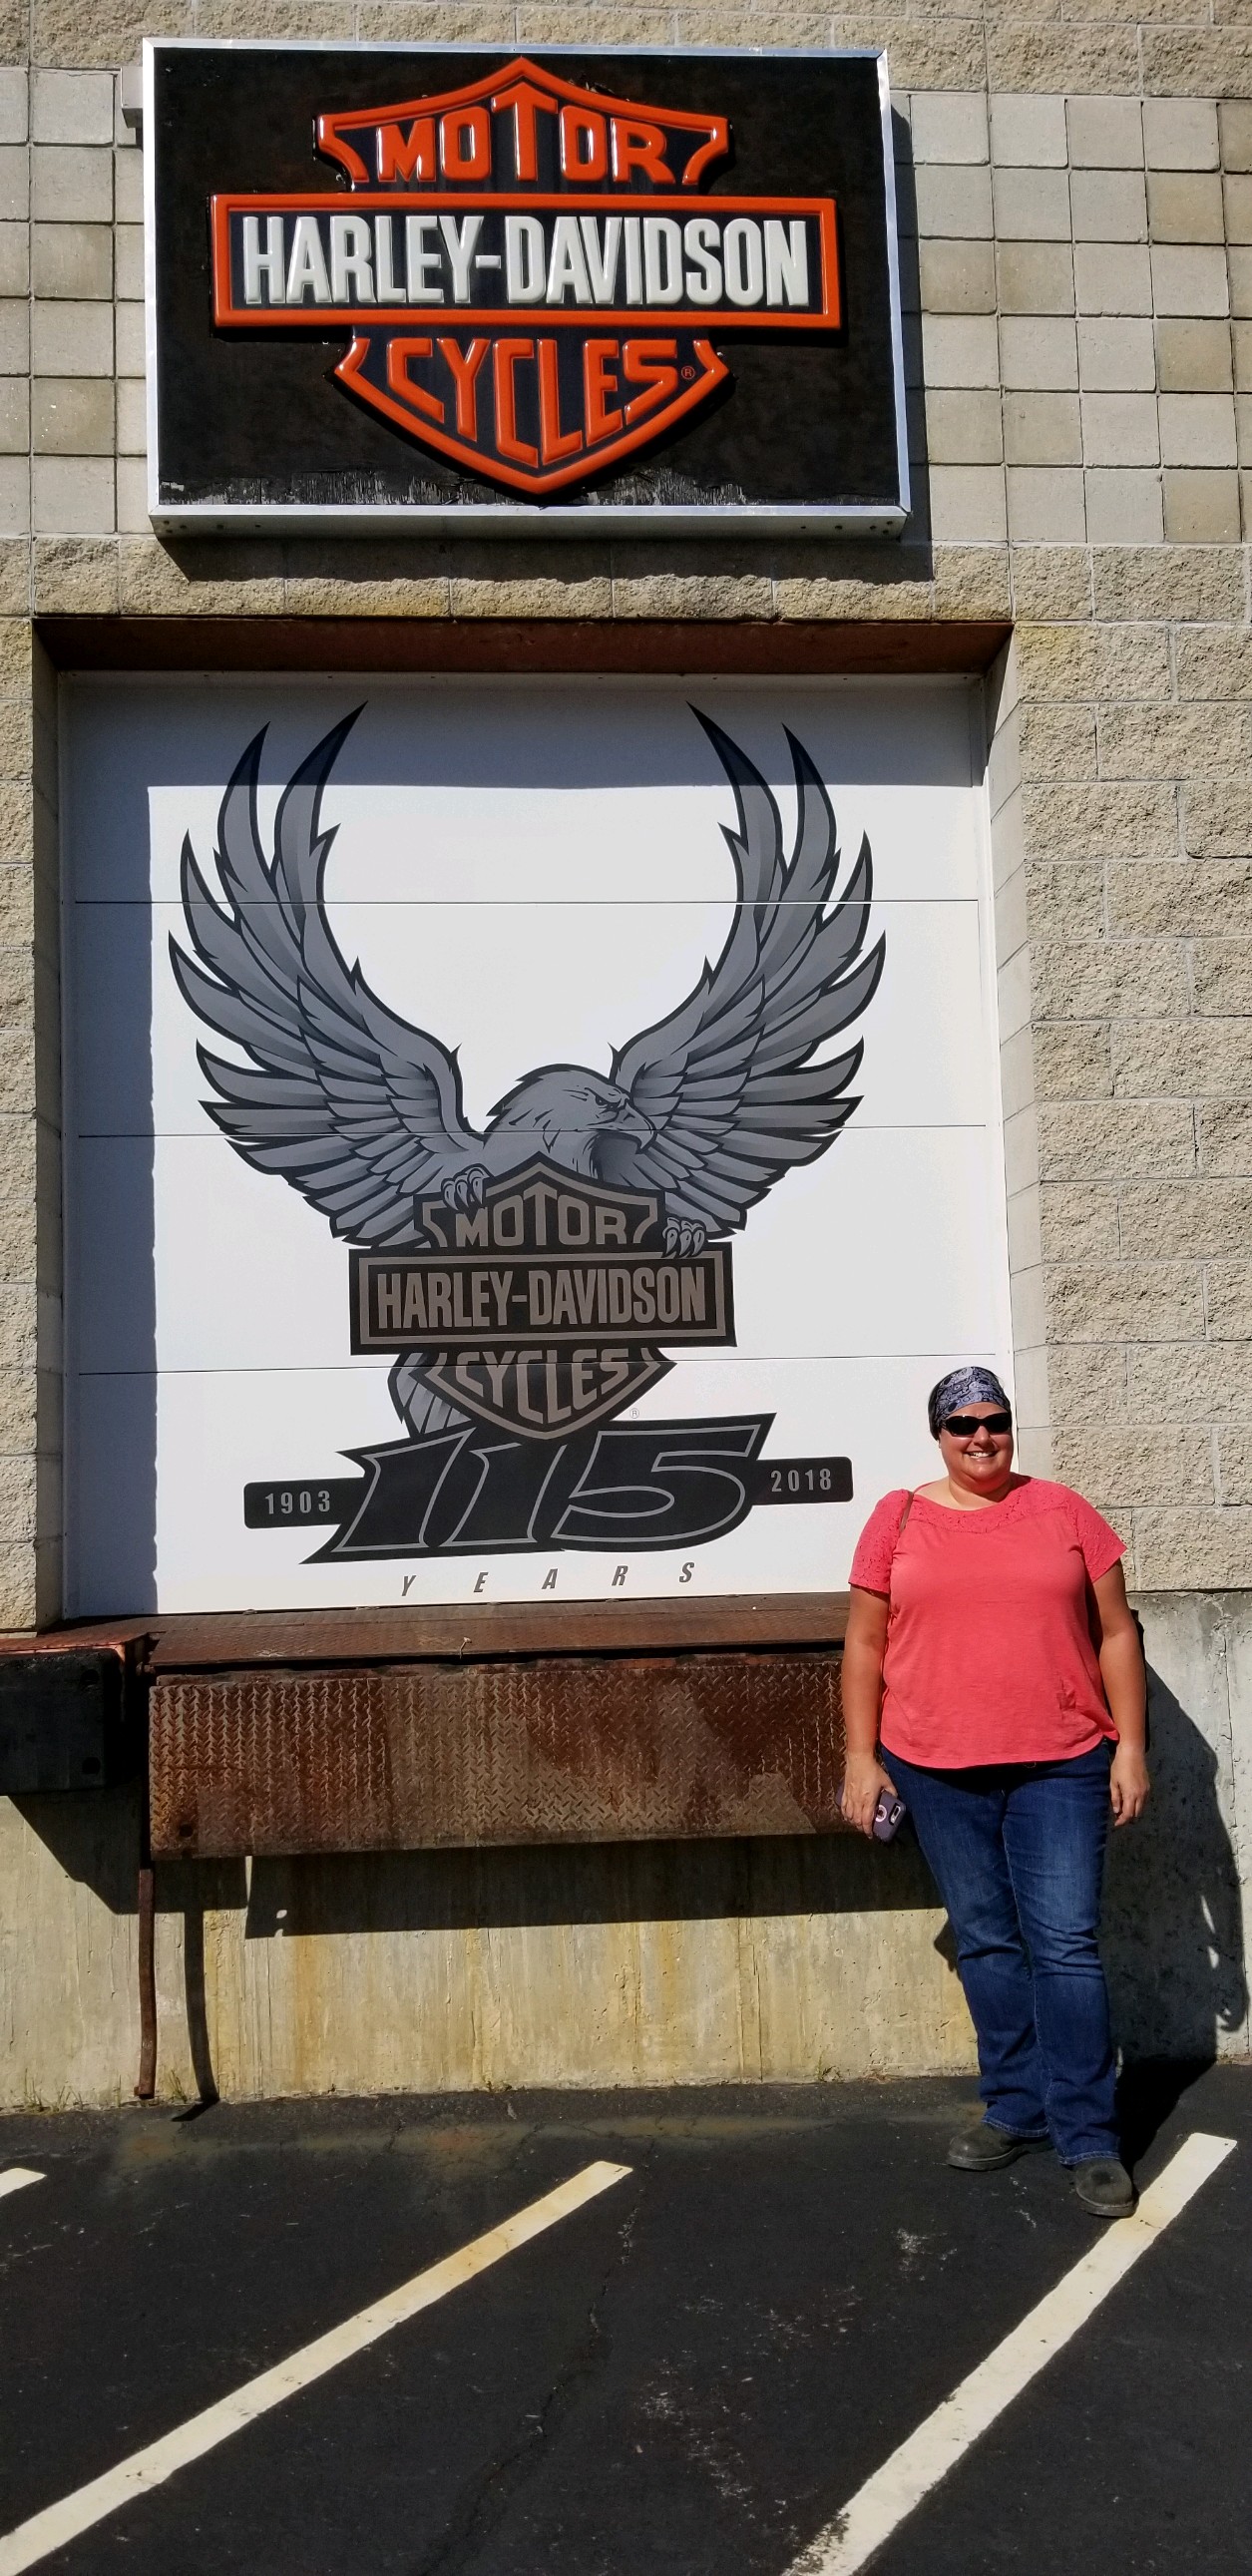 MOTOR
HARLEY-DAVIDSON
CYCLES®
MOTOR
HARLEY-DAVIDSON
CYCLES
®
1903 115 2018
YEARS